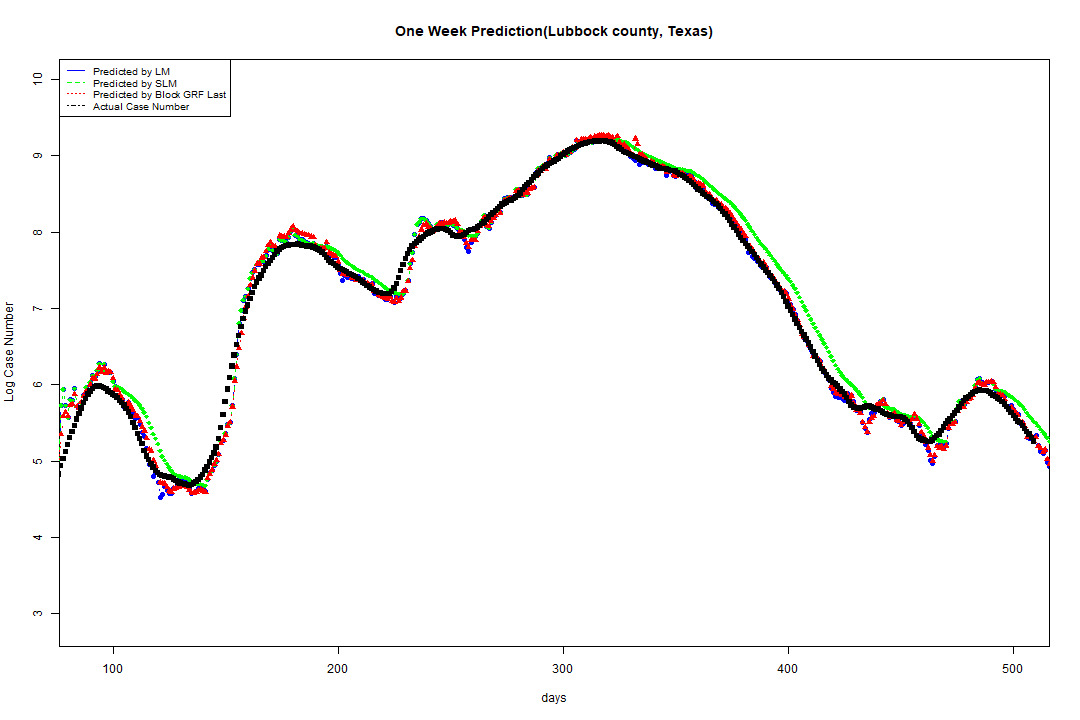 One Week Prediction(Lubbock county, Texas)
Predicted by LM
Predicted by SLM
Predicted by Block GRF Last
Actual Case Number
Log Case Number
10
9
8
7
6
5
4
3
100 200 300 400 500
days